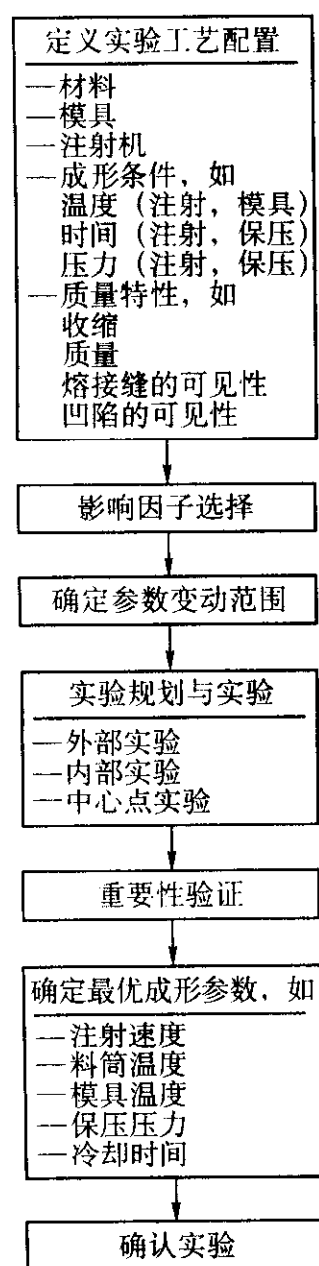 定义实验工艺配置
—材料
—模具
—注射机
—成形条件，如
温度（注射，模具）
时间（注射，保压）
压力（注射，保压）
—质量特性，如
收缩
质量
熔接缝的可见性
凹陷的可见性
影响因子选择
确定参数变动范围
实验规划与实验
—外部实验
—内部实验
—中心点实验
重要性验证
确定最优成形参数，如
—注射速度
—料筒温度
—模具温度
—保压压力
—冷却时间
确认实验